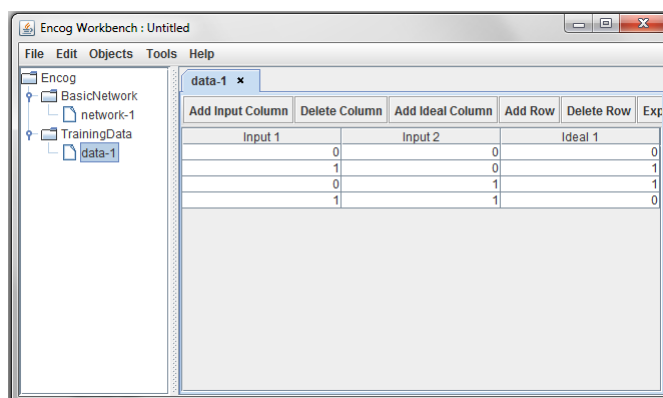 Encog Workbench : Untitled
File Edit Objects Tools Help
Encog
BasicNetwork
network-1
TrainingData
data-1
data-1 ×
Add Input Column Delete Column Add Ideal Column Add Row Delete Row Exp
Input 1 Input 2 Ideal 1
0 0 0
1 0 1
0 1 1
1 1 0